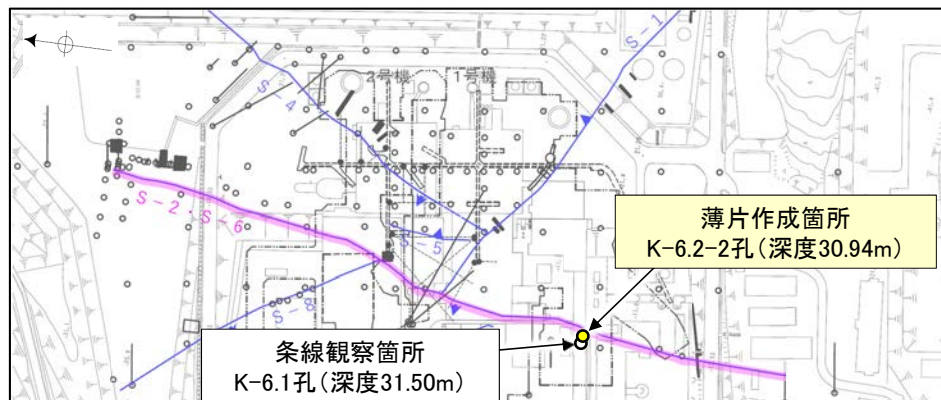 S-1
2号機
1号機
S-4
S-2・S-6
S-5
薄片作成箇所
K-6.2-2孔(深度30.94m)
S-8
条線観察箇所
K-6.1孔(深度31.50m)